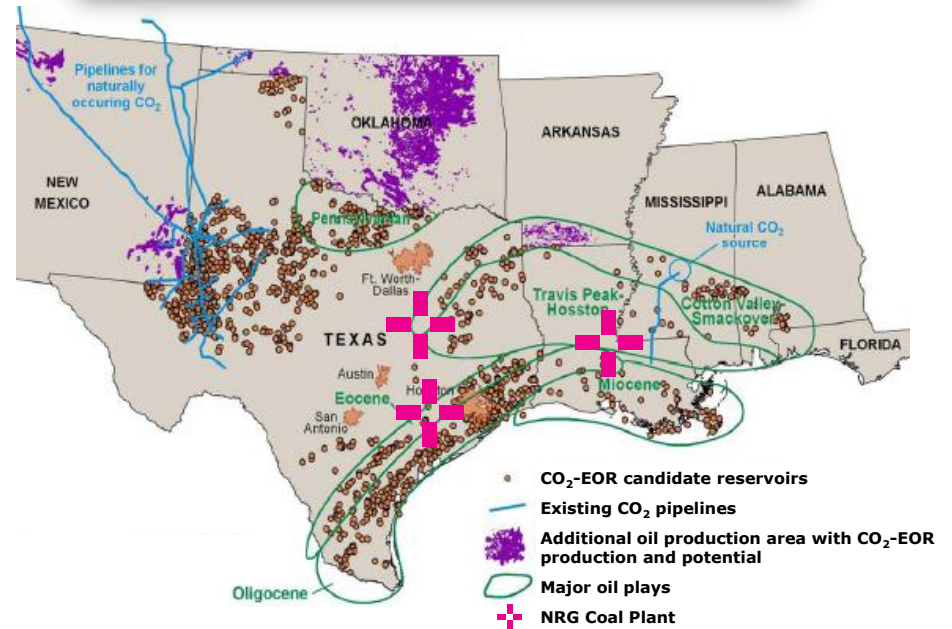 Pipelines for
naturally
occuring CO₂
OKLAHOMA
ARKANSAS
NEW
MEXICO
MISSISSIPPI
ALABAMA
Natural CO₂
source
Pennsylvanian
Ft. Worth-
Dallas
Travis Peak-
Hosston
Cotton Valley-
Smackover
TEXAS
FLORIDA
Austin
Houston
Miocene
Eocene
San
Antonio
CO₂-EOR candidate reservoirs
Existing CO₂ pipelines
Additional oil production area with CO₂-EOR
production and potential
Major oil plays
Oligocene
NRG Coal Plant